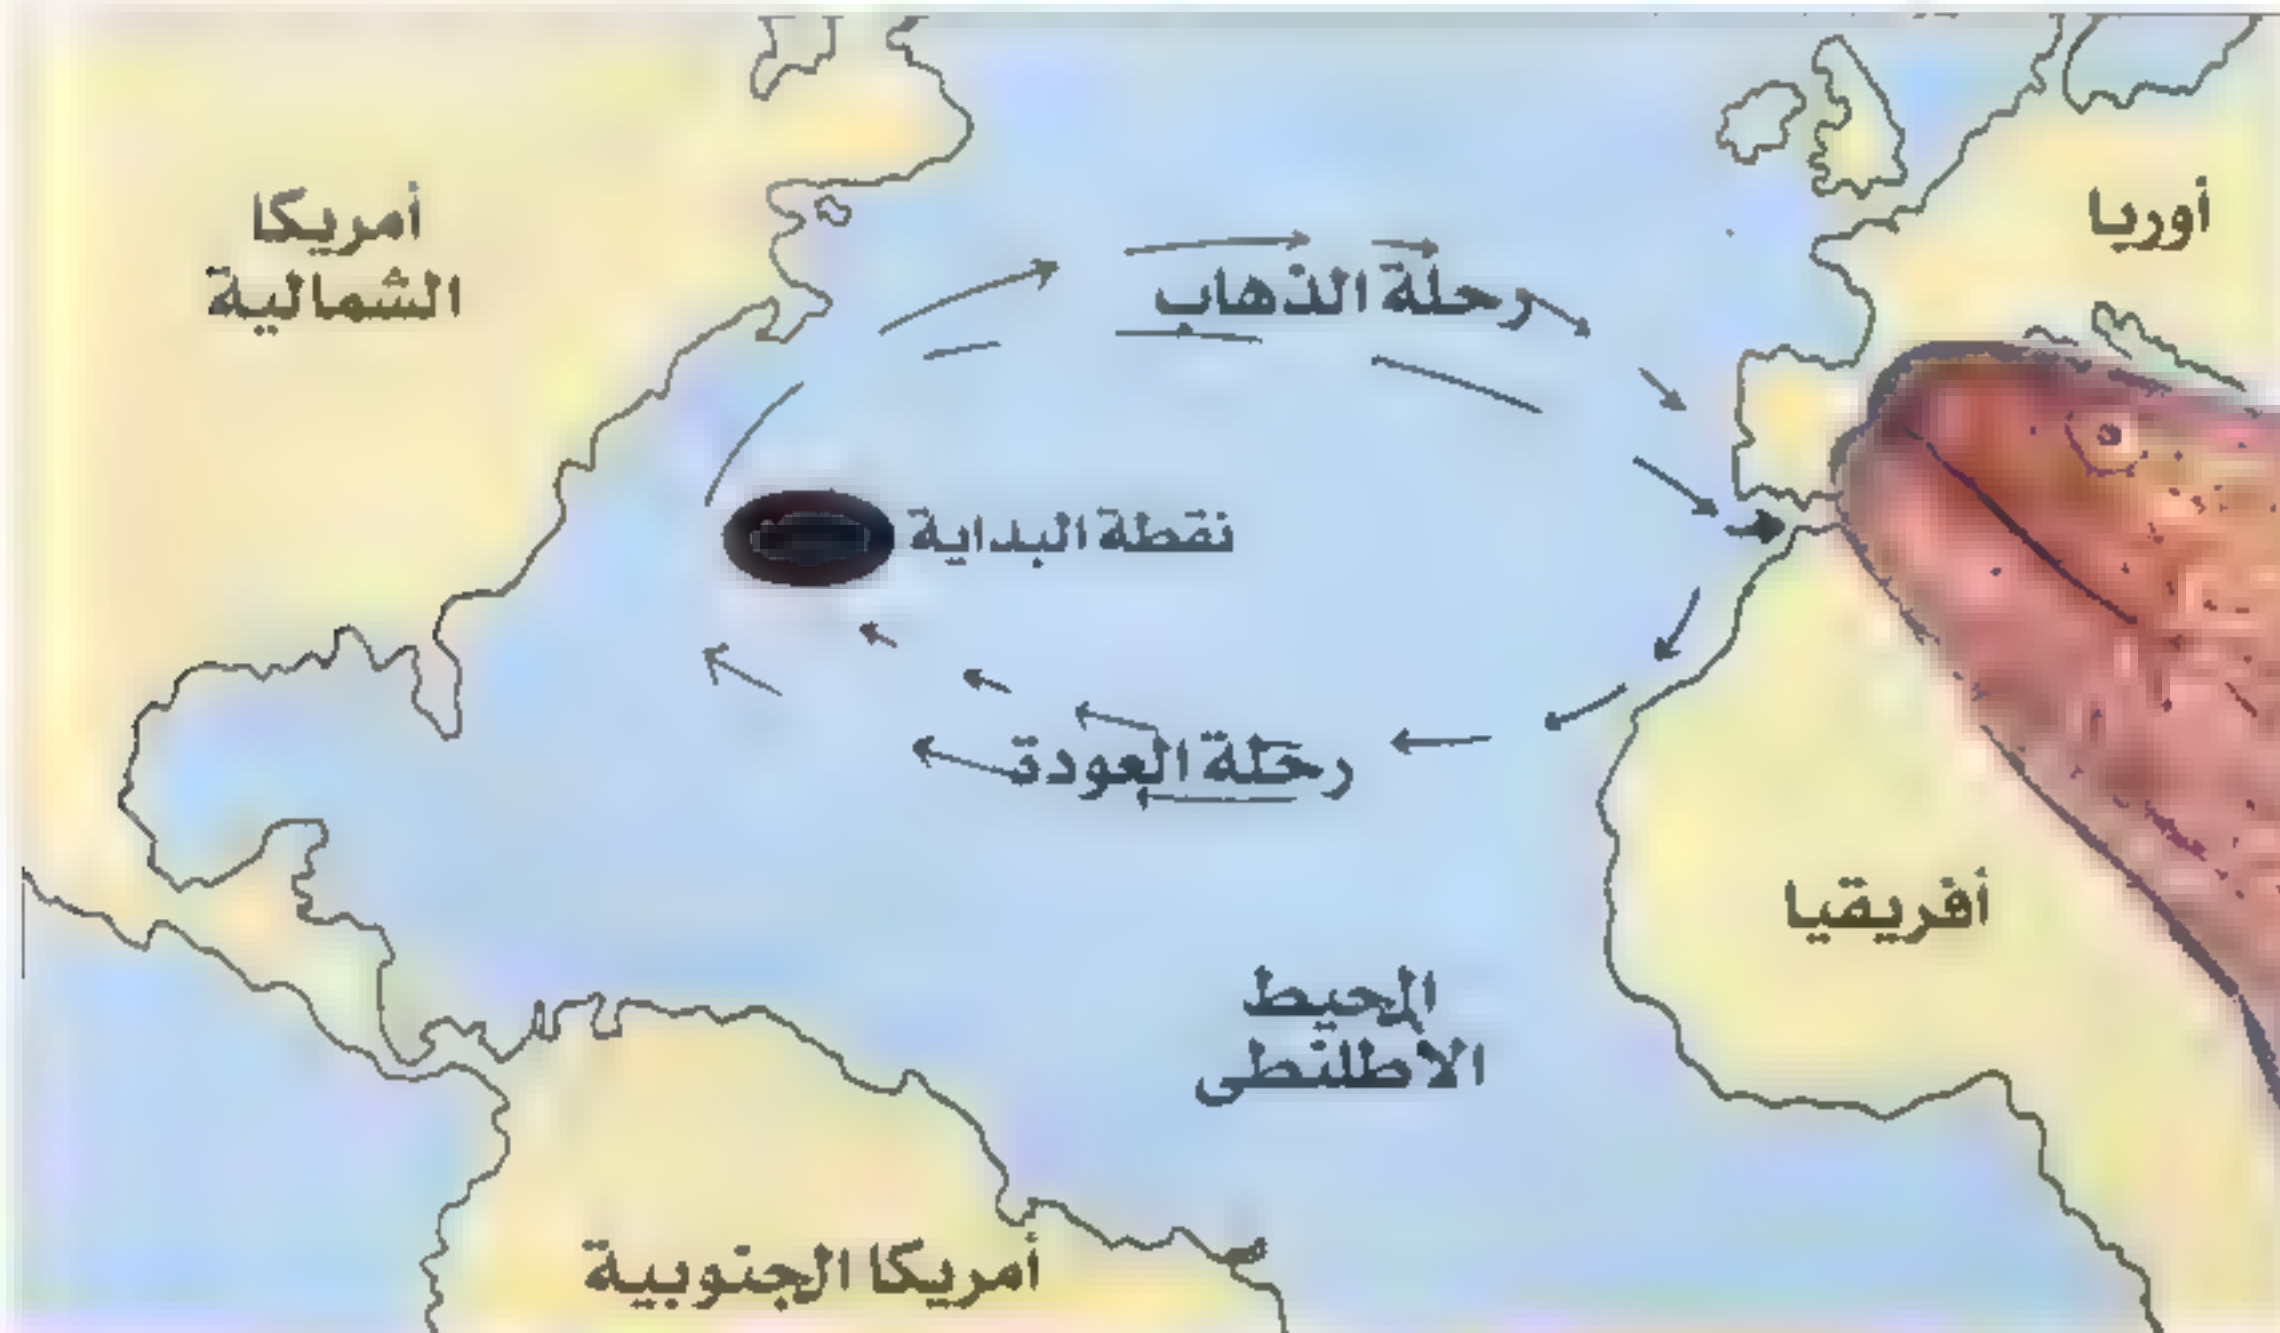 أمريكا
الشمالية
أوربا
رحلة الذهاب
نقطة البداية
رحلة العودة
أفريقيا
المحيط
الاطلنطى
أمريكا الجنوبية